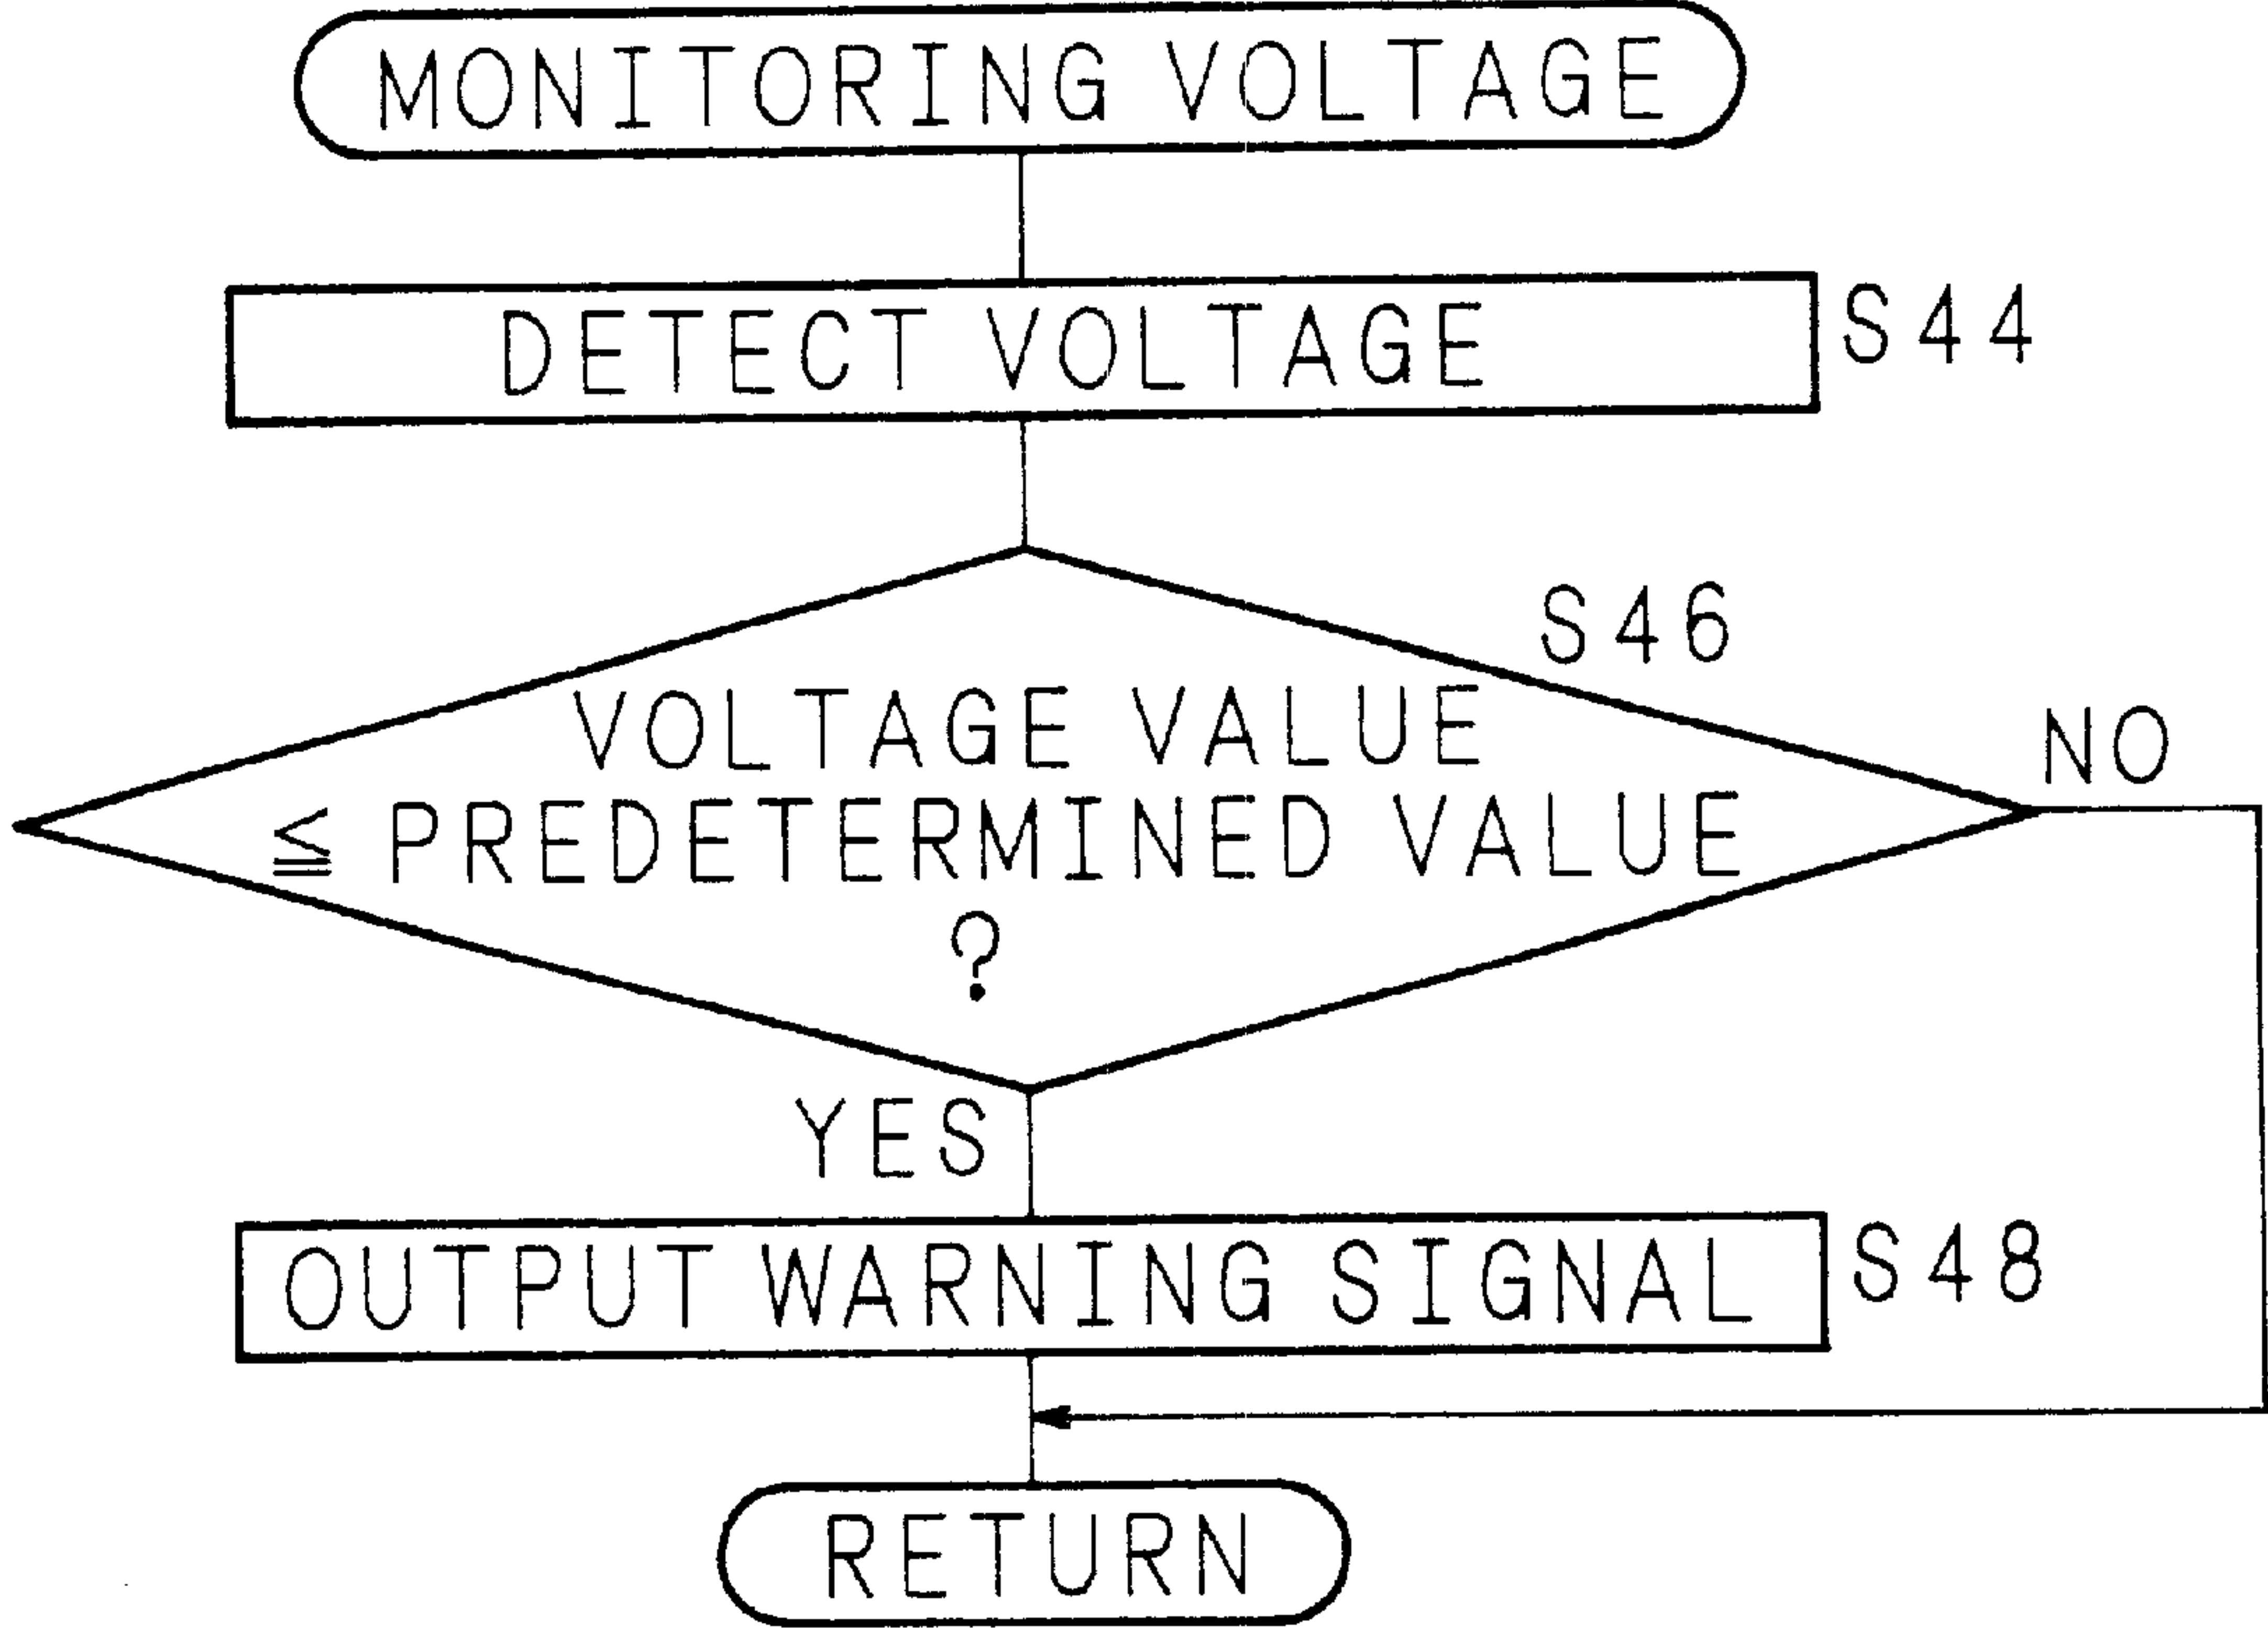 MONITORING VOLTAGE
DETECT VOLTAGE
S44
S46
VOLTAGE VALUE
≦ PREDETERMINED VALUE
?
NO
YES
OUTPUT WARNING SIGNAL
S48
RETURN